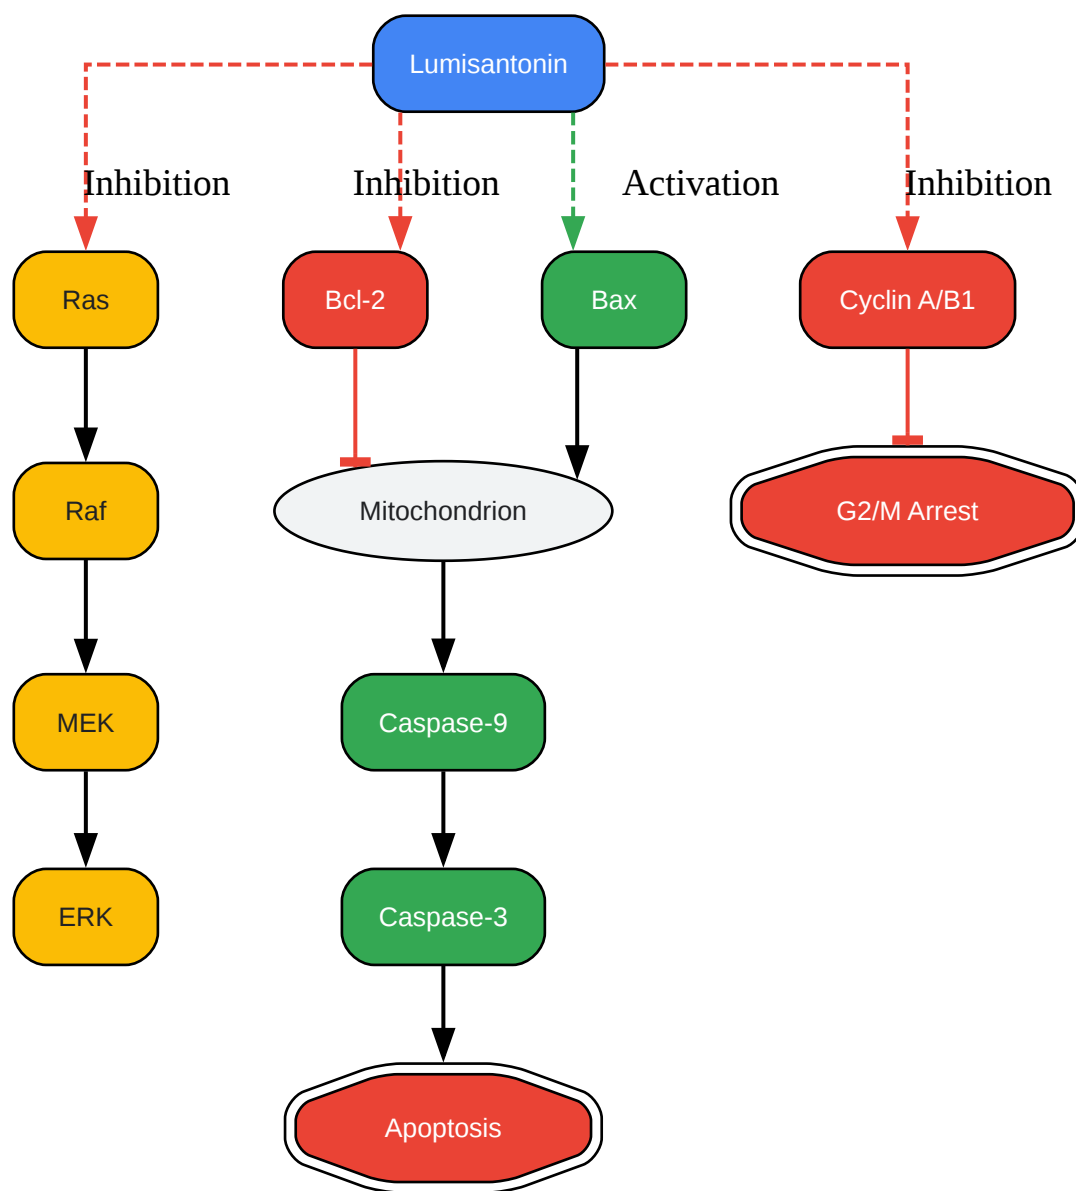 Lumisantonin
Inhibition
Inhibition
Activation
Inhibition
Ras
Bcl-2
Bax
Cyclin A/B1
Raf
Mitochondrion
G2/M Arrest
MEK
Caspase-9
ERK
Caspase-3
Apoptosis